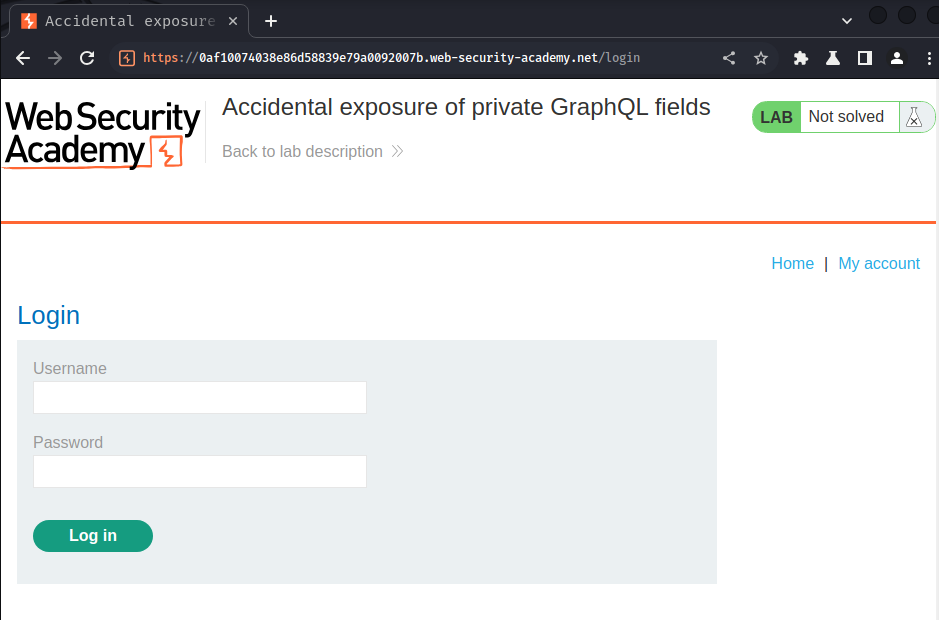 Accidental exposure
https://0af10074038e86d58839e79a0092007b.web-security-academy.net/login
Web Security
Academy
Accidental exposure of private GraphQL fields
Back to lab description
LAB Not solved
Home | My account
Login
Username
Password
Log in